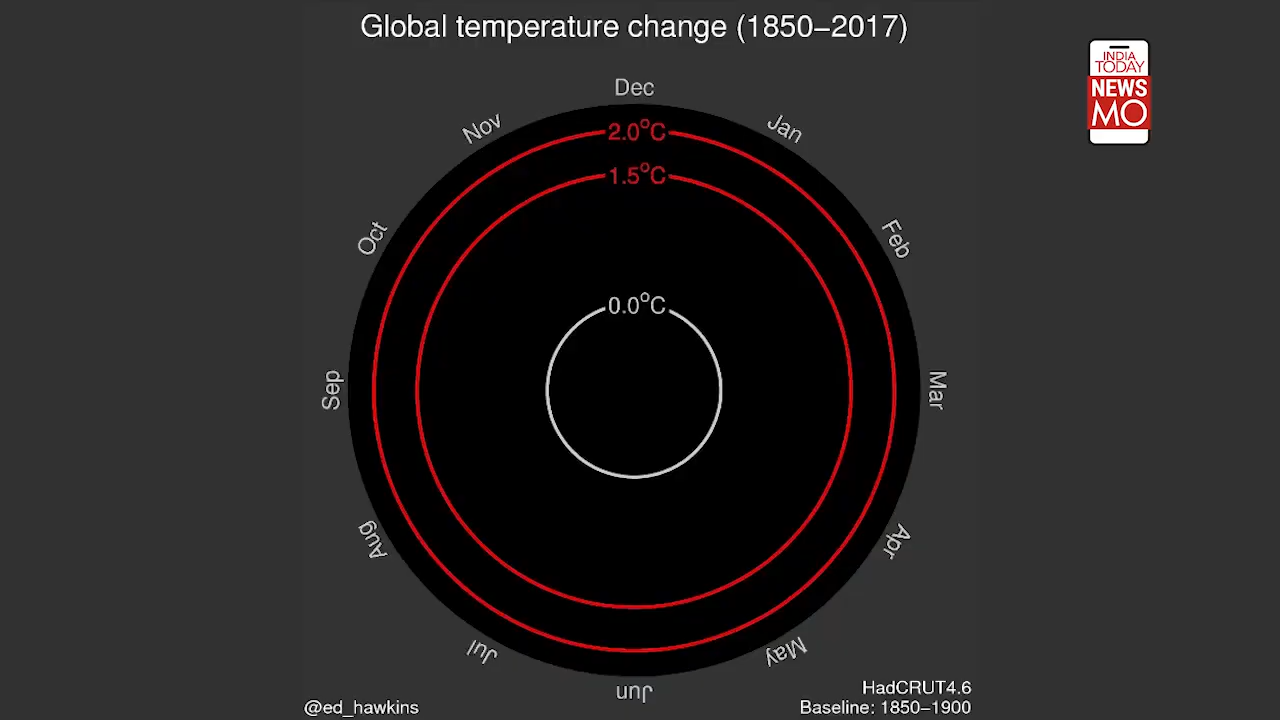 Global temperature change (1850–2017)
INDIA
TODAY
NEWS
MO
Dec
Jan
Feb
Mar
Apr
May
Jun
Jul
Aug
Sep
Oct
Nov
2.0°C
1.5°C
0.0°C
@ed_hawkins
HadCRUT4.6
Baseline: 1850–1900